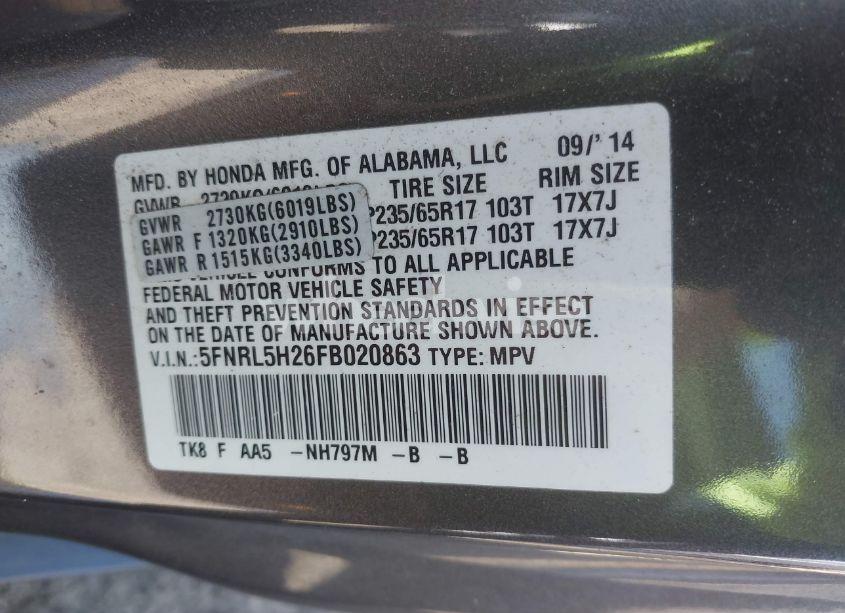 MFD. BY HONDA MFG. OF ALABAMA, LLC 09/' 14
TIRE SIZE RIM SIZE
GVWR 2730KG(6019LBS)
GAWR F 1320KG(2910LBS) P235/65R17 103T 17X7J
GAWR R 1515KG(3340LBS) P235/65R17 103T 17X7J
VEHICLE CONFORMS TO ALL APPLICABLE
FEDERAL MOTOR VEHICLE SAFETY
AND THEFT PREVENTION STANDARDS IN EFFECT
ON THE DATE OF MANUFACTURE SHOWN ABOVE.
V.I.N.:5FNRL5H26FB020863 TYPE: MPV
TK8 F AA5 -NH797M -B -B